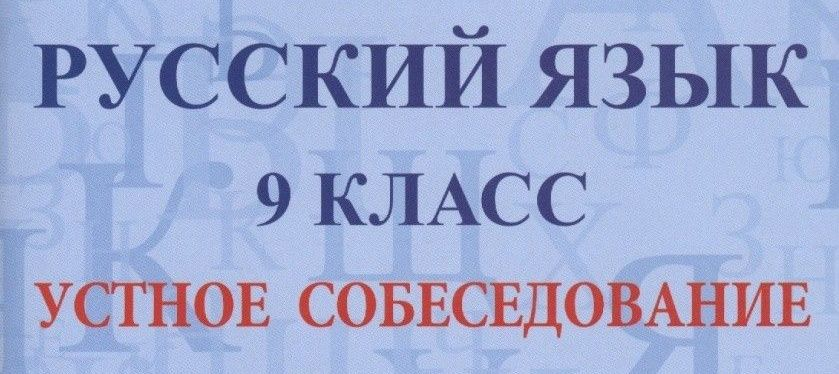 РУССКИЙ ЯЗЫК
9 КЛАСС
УСТНОЕ СОБЕСЕДОВАНИЕ